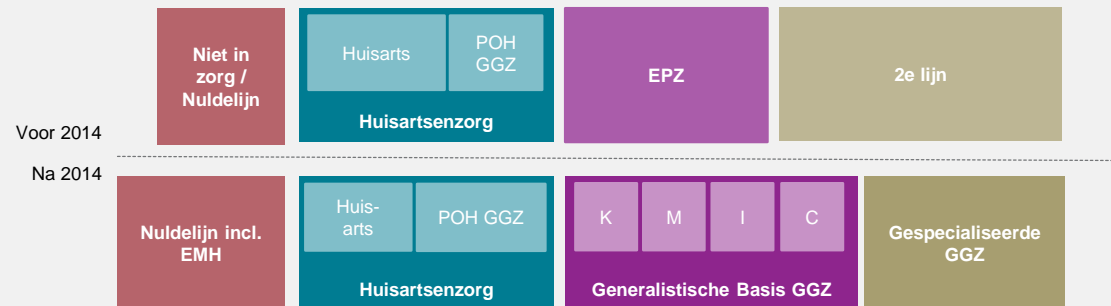 Niet in
zorg /
Nuldelijn
Huisarts
POH
GGZ
Huisartsenzorg
EPZ
2e lijn
Voor 2014
Na 2014
Nuldelijn incl.
EMH
Huis-
arts
POH GGZ
Huisartsenzorg
K
M
I
C
Generalistische Basis GGZ
Gespecialiseerde
GGZ